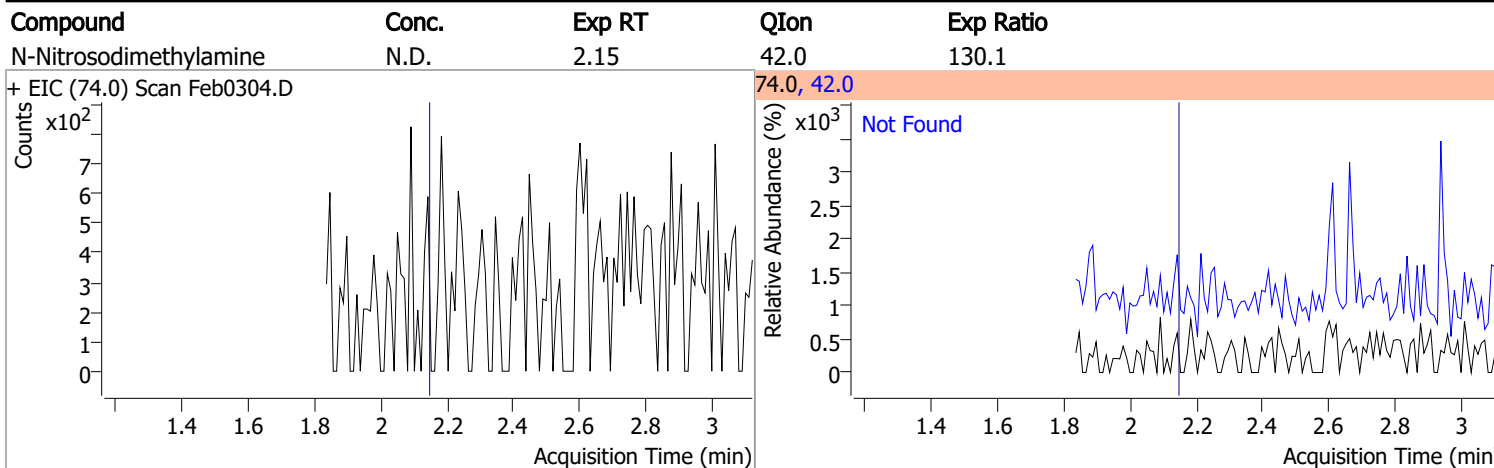 Compound Conc. Exp RT QIon Exp Ratio
N-Nitrosodimethylamine N.D. 2.15 42.0 130.1
+ EIC (74.0) Scan Feb0304.D
Counts
x10²
7
6
5
4
3
2
1
0
1.4 1.6 1.8 2 2.2 2.4 2.6 2.8 3
Acquisition Time (min)
74.0, 42.0
Relative Abundance (%)
x10³
Not Found
3
2.5
2
1.5
1
0.5
0
1.4 1.6 1.8 2 2.2 2.4 2.6 2.8 3
Acquisition Time (min